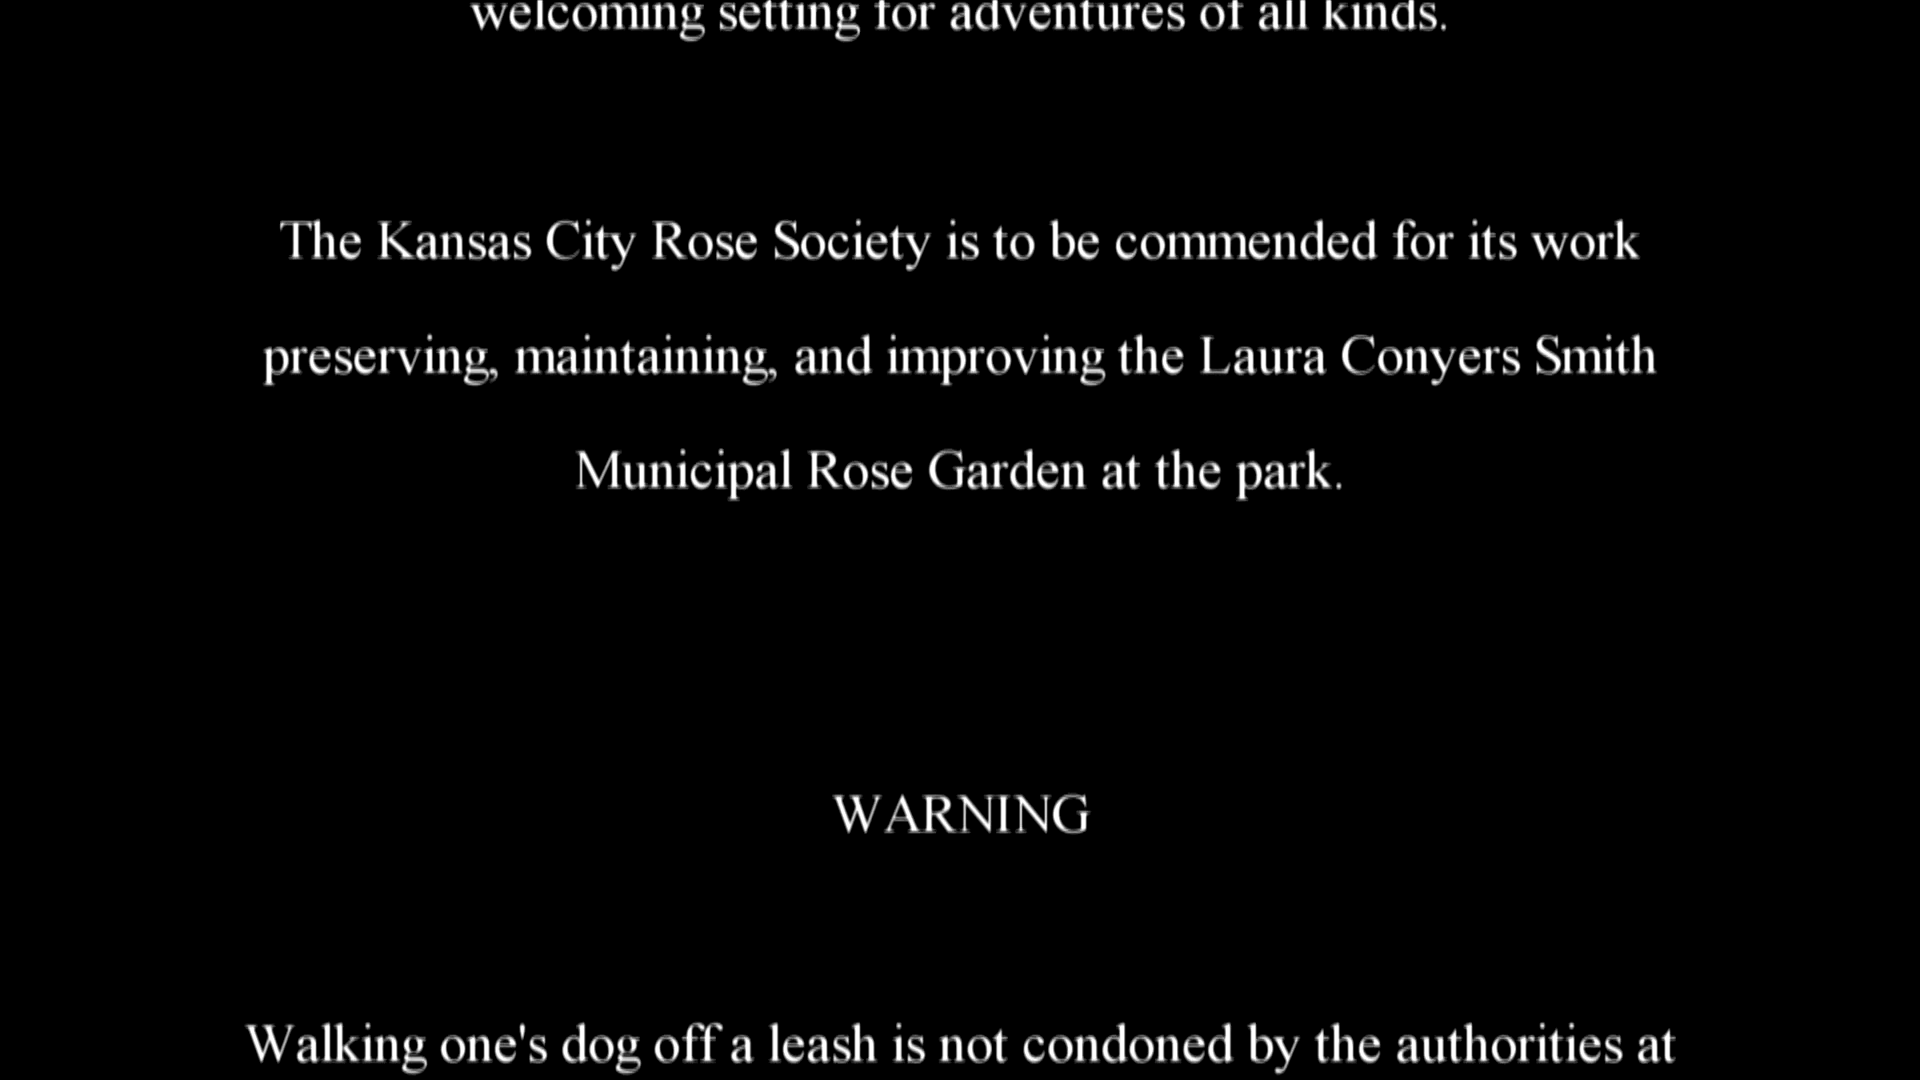 welcoming setting for adventures of all kinds.
The Kansas City Rose Society is to be commended for its work
preserving, maintaining, and improving the Laura Conyers Smith
Municipal Rose Garden at the park.
WARNING
Walking one's dog off a leash is not condoned by the authorities at